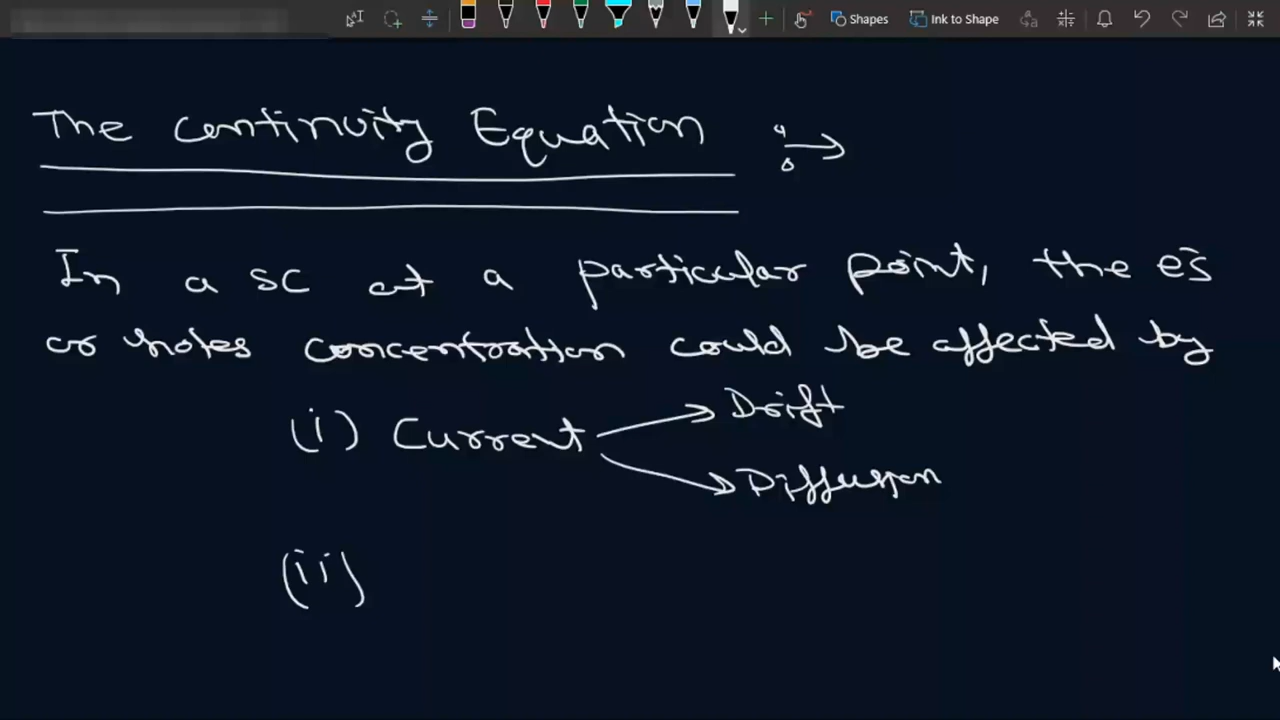 Shapes
Ink to Shape
The continuity Equation :→
In a SC at a particular point, the e⁻s
or holes concentration could be affected by
(i) Current → Drift
→ Diffusion
(ii)